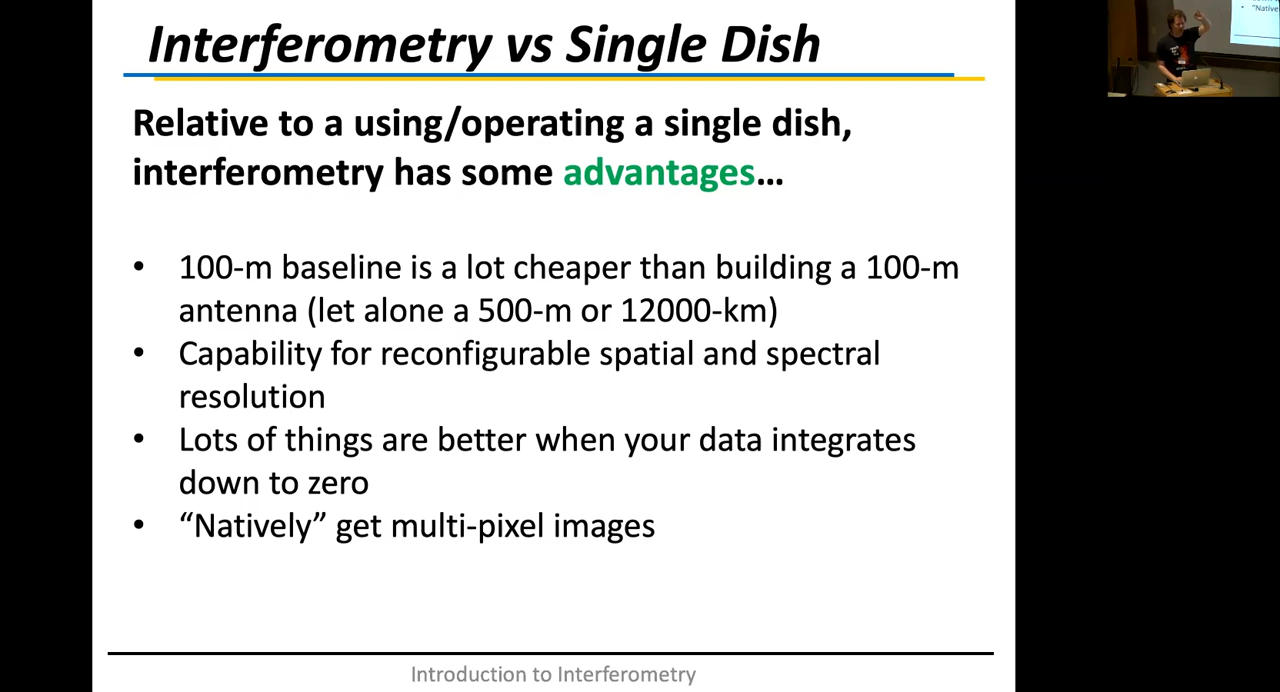 Interferometry vs Single Dish
Relative to a using/operating a single dish,
interferometry has some advantages…
• 100-m baseline is a lot cheaper than building a 100-m
antenna (let alone a 500-m or 12000-km)
• Capability for reconfigurable spatial and spectral
resolution
• Lots of things are better when your data integrates
down to zero
• “Natively” get multi-pixel images
Introduction to Interferometry
• “Native